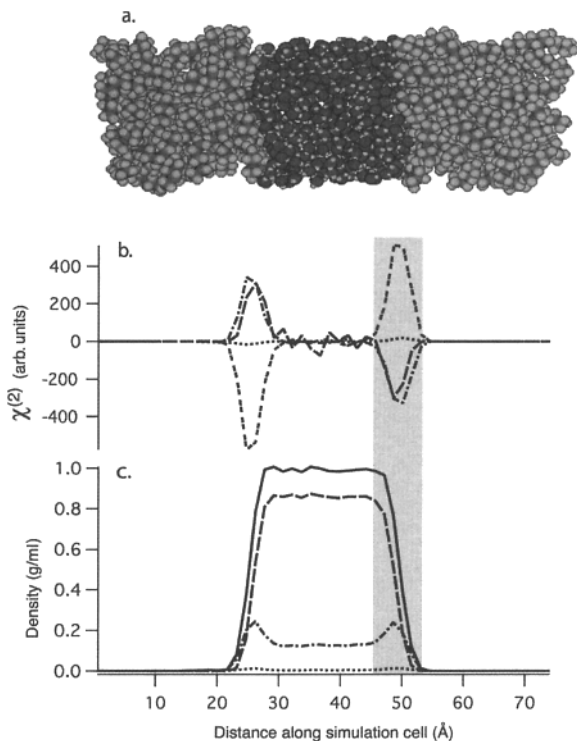 a.
b.
400
200
0
-200
-400
χ(2) (arb. units)
c.
1.0
0.8
0.6
0.4
0.2
0.0
Density (g/ml)
10 20 30 40 50 60 70
Distance along simulation cell (Å)